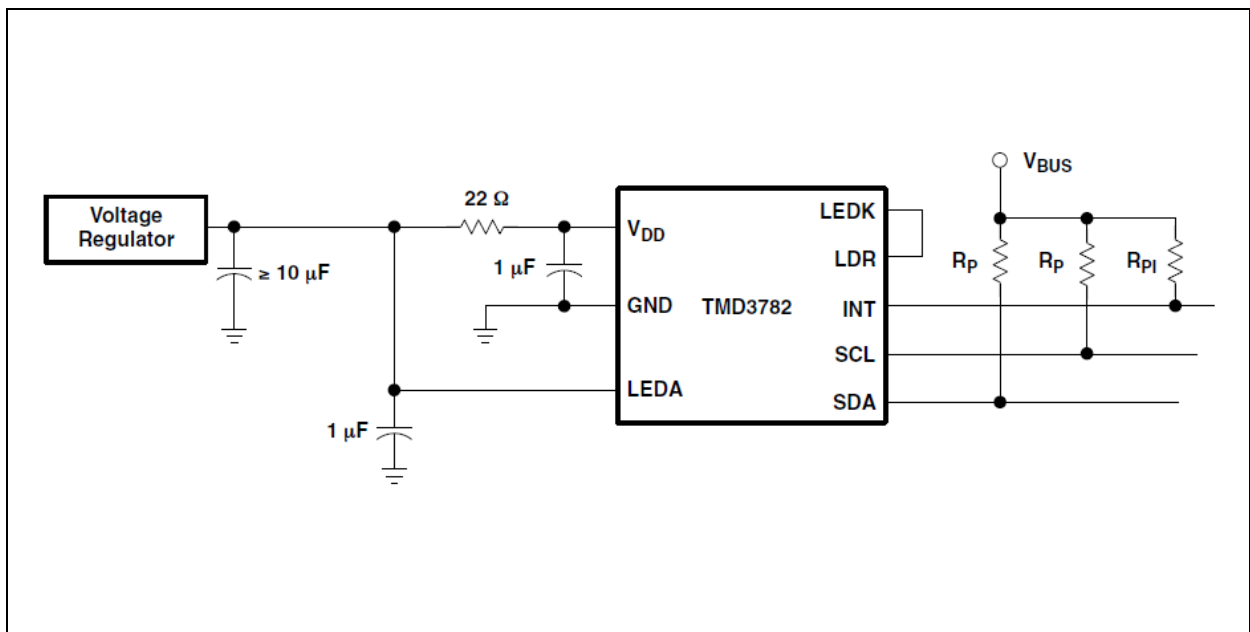 Voltage
Regulator
≥ 10 μF
22 Ω
1 μF
1 μF
V_DD
GND
LEDA
TMD3782
LEDK
LDR
INT
SCL
SDA
V_BUS
R_P
R_P
R_PI